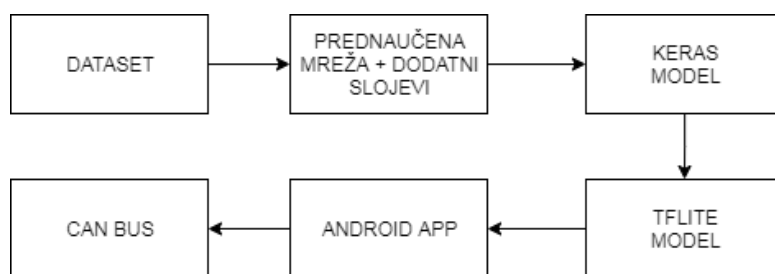 DATASET
PREDNAUČENA
MREŽA + DODATNI
SLOJEVI
KERAS
MODEL
CAN BUS
ANDROID APP
TFLITE
MODEL